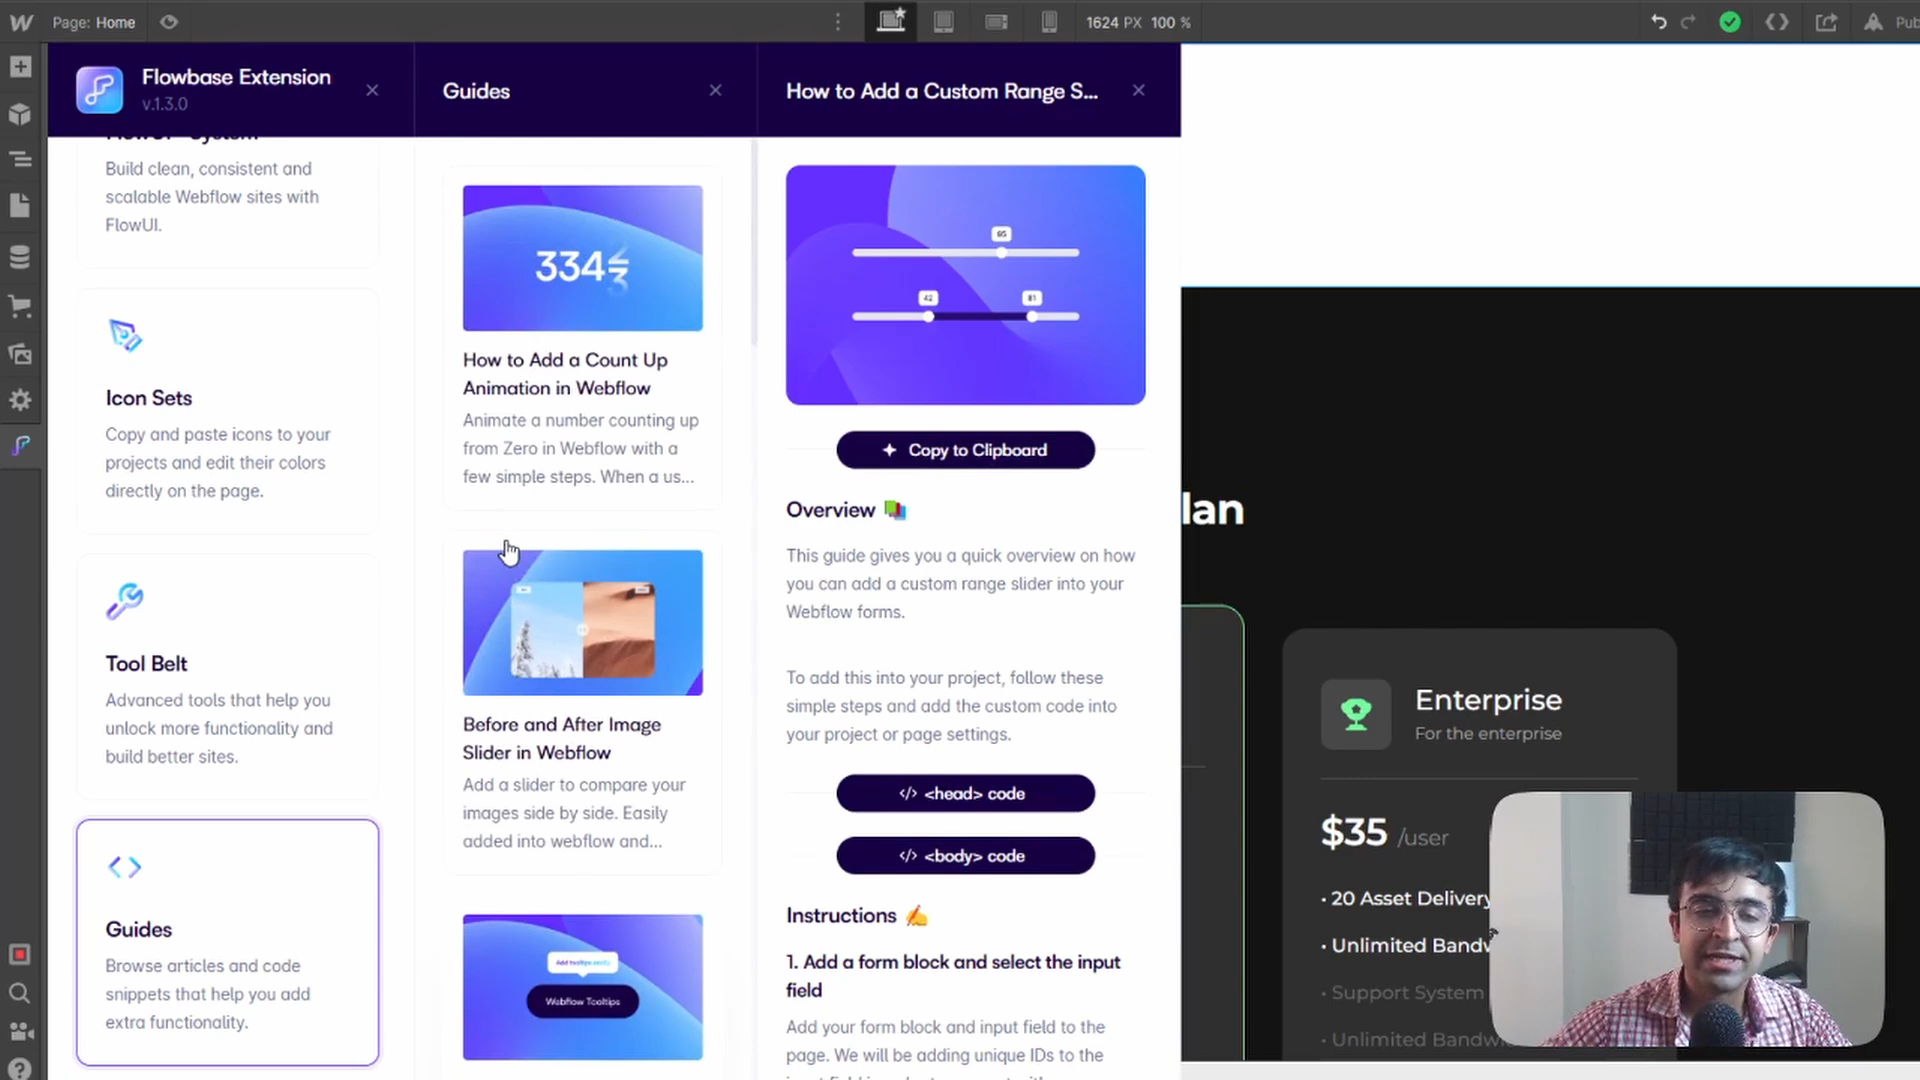 Page: Home
1624 PX 100 %
Flowbase Extension
v.1.3.0
Guides
How to Add a Custom Range S...
Build clean, consistent and
scalable Webflow sites with
FlowUI.
Icon Sets
Copy and paste icons to your
projects and edit their colors
directly on the page.
Tool Belt
Advanced tools that help you
unlock more functionality and
build better sites.
Guides
Browse articles and code
snippets that help you add
extra functionality.
334
How to Add a Count Up
Animation in Webflow
Animate a number counting up
from Zero in Webflow with a
few simple steps. When a us...
Before and After Image
Slider in Webflow
Add a slider to compare your
images side by side. Easily
added into webflow and...
Add tooltips easily
Webflow Tooltips
65
42
81
Copy to Clipboard
Overview
This guide gives you a quick overview on how
you can add a custom range slider into your
Webflow forms.
To add this into your project, follow these
simple steps and add the custom code into
your project or page settings.
</> <head> code
</> <body> code
Instructions
1. Add a form block and select the input
field
Add your form block and input field to the
page. We will be adding unique IDs to the
lan
Enterprise
For the enterprise
$35 /user
• 20 Asset Delivery
• Unlimited Bandw
• Support System
• Unlimited Bandwi